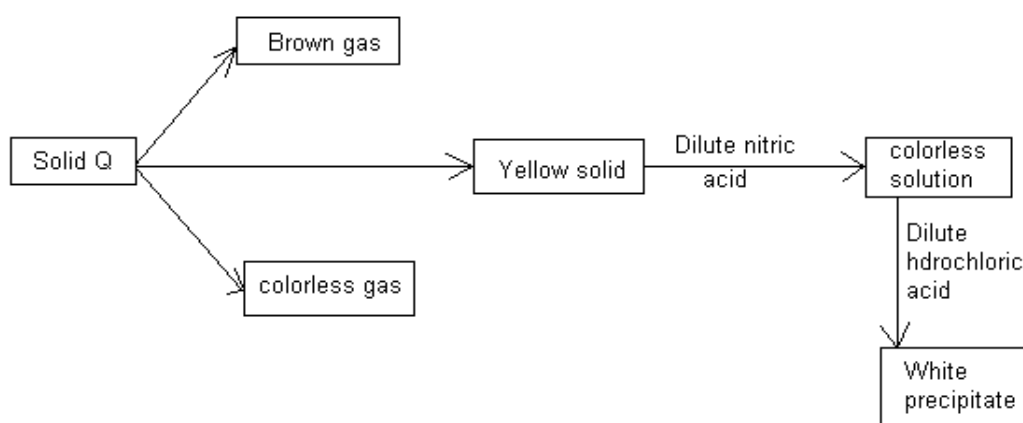 Brown gas
Solid Q
Yellow solid
Dilute nitric
acid
colorless
solution
colorless gas
Dilute
hdrochloric
acid
White
precipitate